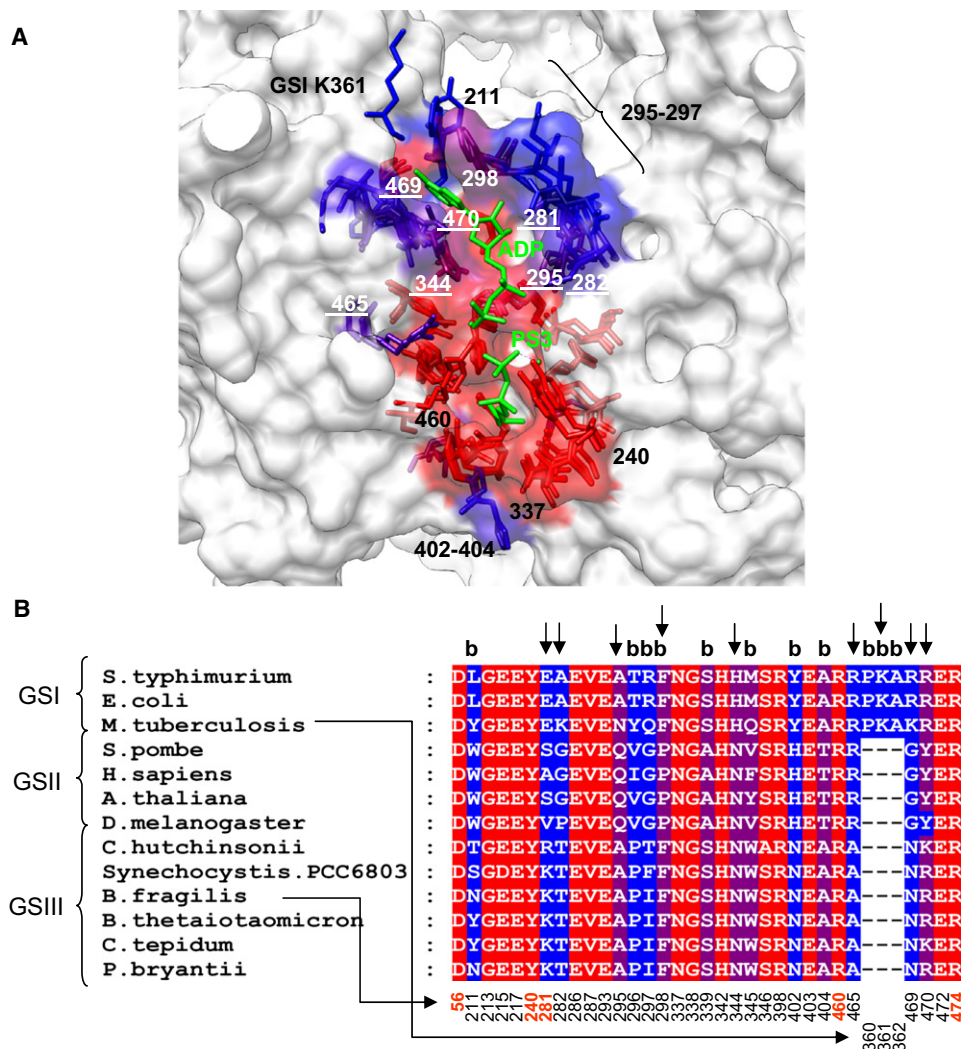 A
GSI K361
211
295-297
469
298
470
281
ADP
344
295
282
465
PS3
460
240
337
402-404
B
b bbb b b b b bbb
GSI
GSII
GSIII
S.typhimurium : DLGEEYEAEVEATRFNGSHHMSRYEARRPKARRER
E.coli : DLGEEYEAEVEATRFNGSHHMSRYEARRPKARRER
M.tuberculosis : DYGEEYEKEVENYQFNGSHHQSRYEARRPKAKRER
S.pombe : DWGEEYSGEVEQVGPNGAHNVSRHETRR---GYER
H.sapiens : DWGEEYAGEVEQIGPNGAHNFSRHETRR---GYER
A.thaliana : DWGEEYSGEVEQVGPNGAHNYSRHETRR---GYER
D.melanogaster : DWGEEYVPEVEQVGPNGAHNVSRHETRR---GYER
C.hutchinsonii : DTGEEYRTEVEAPTFNGSHNWARNEARA---NKER
Synechocystis.PCC6803 : DSGDEYKTEVEAPFFNGSHNWSRNEARA---NRER
B.fragilis : DNGEEYKTEVEAPIFNGSHNWSRNEARA---NRER
B.thetaiotaomicron : DYGEEYKTEVEAPIFNGSHNWSRNEARA---NRER
C.tepidum : DYGEEYKTEVEAPIFNGSHNWSRNEARA---NKER
P.bryantii : DNGEEYKTEVEAPIFNGSHNWSRNEARA---NRER
56 211 213 215 217 240 281 282 286 287 293 295 296 297 298 337 338 339 342 344 345 346 398 402 403 404 460 465 469 470 472 474
360 361 362